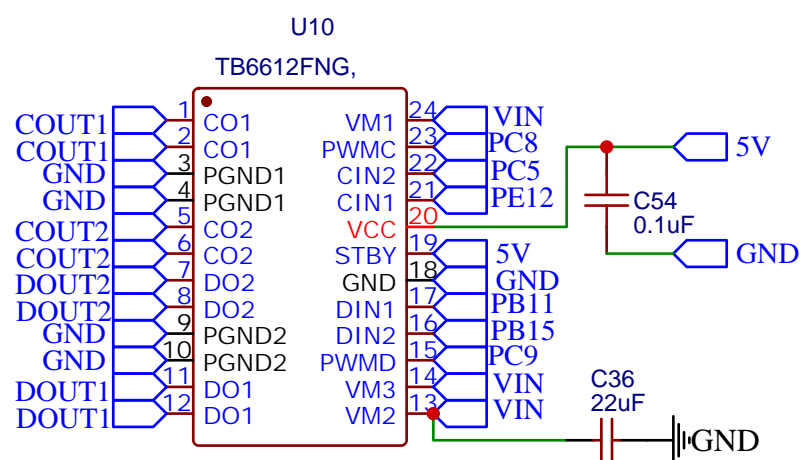 U10
TB6612FNG,
COUT1 1 CO1 VM1 24 VIN
COUT1 2 CO1 PWMC 23 PC8
GND 3 PGND1 CIN2 22 PC5
GND 4 PGND1 CIN1 21 PE12
COUT2 5 CO2 VCC 20
COUT2 6 CO2 STBY 19 5V
DOUT2 7 DO2 GND 18 GND
DOUT2 8 DO2 DIN1 17 PB11
GND 9 PGND2 DIN2 16 PB15
GND 10 PGND2 PWMD 15 PC9
DOUT1 11 DO1 VM3 14 VIN
DOUT1 12 DO1 VM2 13 VIN
5V
C54
0.1uF
GND
C36
22uF
GND